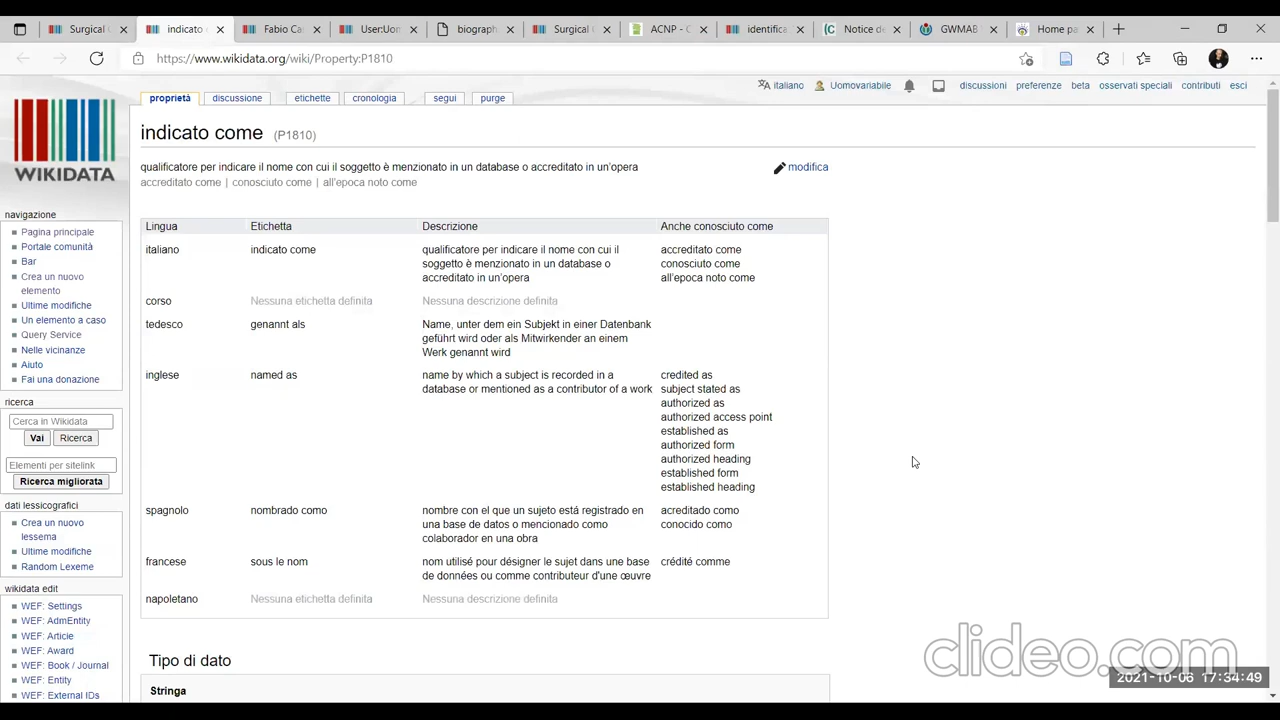 Surgical C
indicato c
Fabio Ca
User:Uom
biograph
Surgical C
ACNP - C
identifica
Notice de
GWMAB
Home pa
https://www.wikidata.org/wiki/Property:P1810
italiano Uomovariabile discussioni preferenze beta osservati speciali contributi esci
proprietà discussione etichette cronologia segui purge
indicato come (P1810)
qualificatore per indicare il nome con cui il soggetto è menzionato in un database o accreditato in un'opera
modifica
accreditato come | conosciuto come | all'epoca noto come
WIKIDATA
navigazione
Pagina principale
Portale comunità
Bar
Crea un nuovo
elemento
Ultime modifiche
Un elemento a caso
Query Service
Nelle vicinanze
Aiuto
Fai una donazione
ricerca
Cerca in Wikidata
Vai Ricerca
Elementi per sitelink
Ricerca migliorata
dati lessicografici
Crea un nuovo
lessema
Ultime modifiche
Random Lexeme
wikidata edit
WEF: Settings
WEF: AdmEntity
WEF: Article
WEF: Award
WEF: Book / Journal
WEF: Entity
WEF: External IDs
Lingua Etichetta Descrizione Anche conosciuto come
italiano indicato come qualificatore per indicare il nome con cui il accreditato come
soggetto è menzionato in un database o conosciuto come
accreditato in un'opera all'epoca noto come
corso Nessuna etichetta definita Nessuna descrizione definita
tedesco genannt als Name, unter dem ein Subjekt in einer Datenbank
geführt wird oder als Mitwirkender an einem
Werk genannt wird
inglese named as name by which a subject is recorded in a credited as
database or mentioned as a contributor of a work subject stated as
authorized as
authorized access point
established as
authorized form
authorized heading
established form
established heading
spagnolo nombrado como nombre con el que un sujeto está registrado en acreditado como
una base de datos o mencionado como conocido como
colaborador en una obra
francese sous le nom nom utilisé pour désigner le sujet dans une base crédité comme
de données ou comme contributeur d'une œuvre
napoletano Nessuna etichetta definita Nessuna descrizione definita
Tipo di dato
Stringa
clideo.com
2021-10-06 17:34:49